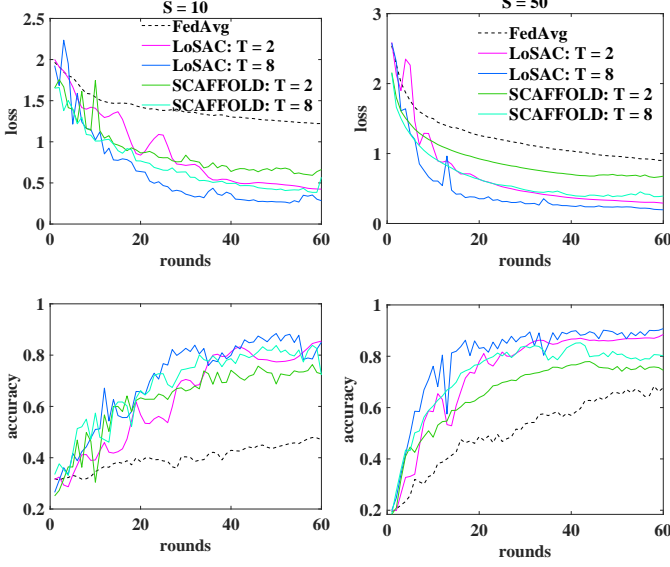 S = 10
2.5
2
1.5
1
0.5
0
loss
FedAvg
LoSAC: T = 2
LoSAC: T = 8
SCAFFOLD: T = 2
SCAFFOLD: T = 8
0 20 40 60
rounds
S = 50
3
2
1
0
loss
FedAvg
LoSAC: T = 2
LoSAC: T = 8
SCAFFOLD: T = 2
SCAFFOLD: T = 8
0 20 40 60
rounds
1
0.8
0.6
0.4
0.2
accuracy
0 20 40 60
rounds
1
0.8
0.6
0.4
0.2
accuracy
0 20 40 60
rounds